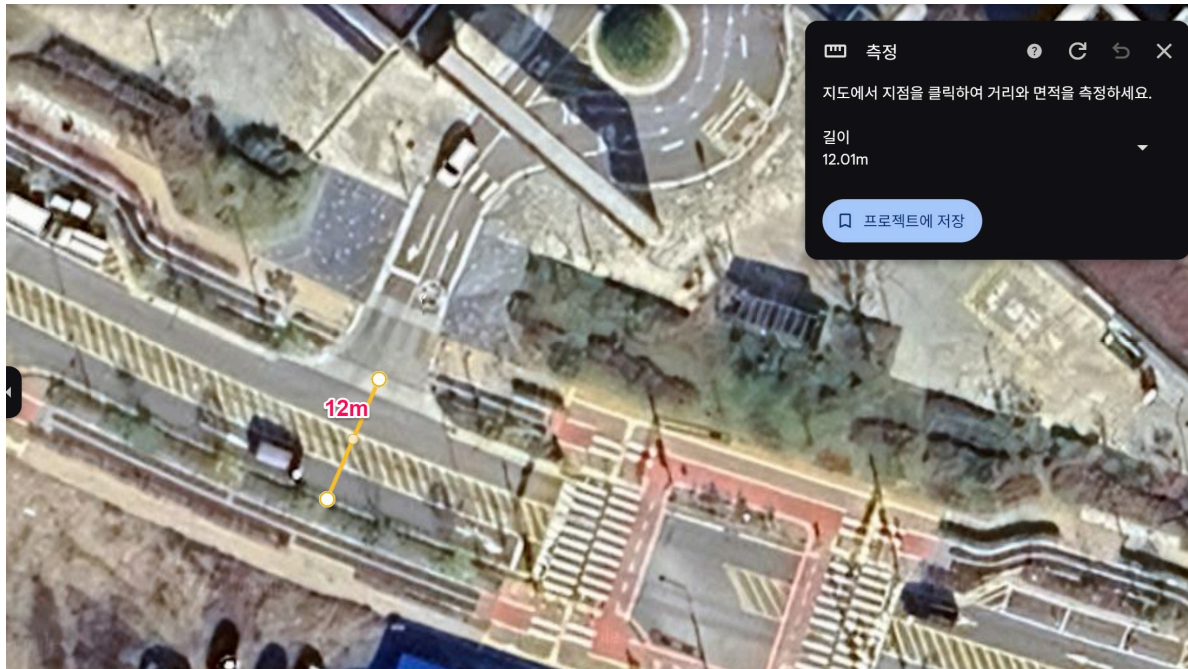 측정
지도에서 지점을 클릭하여 거리와 면적을 측정하세요.
길이
12.01m
프로젝트에 저장
12m